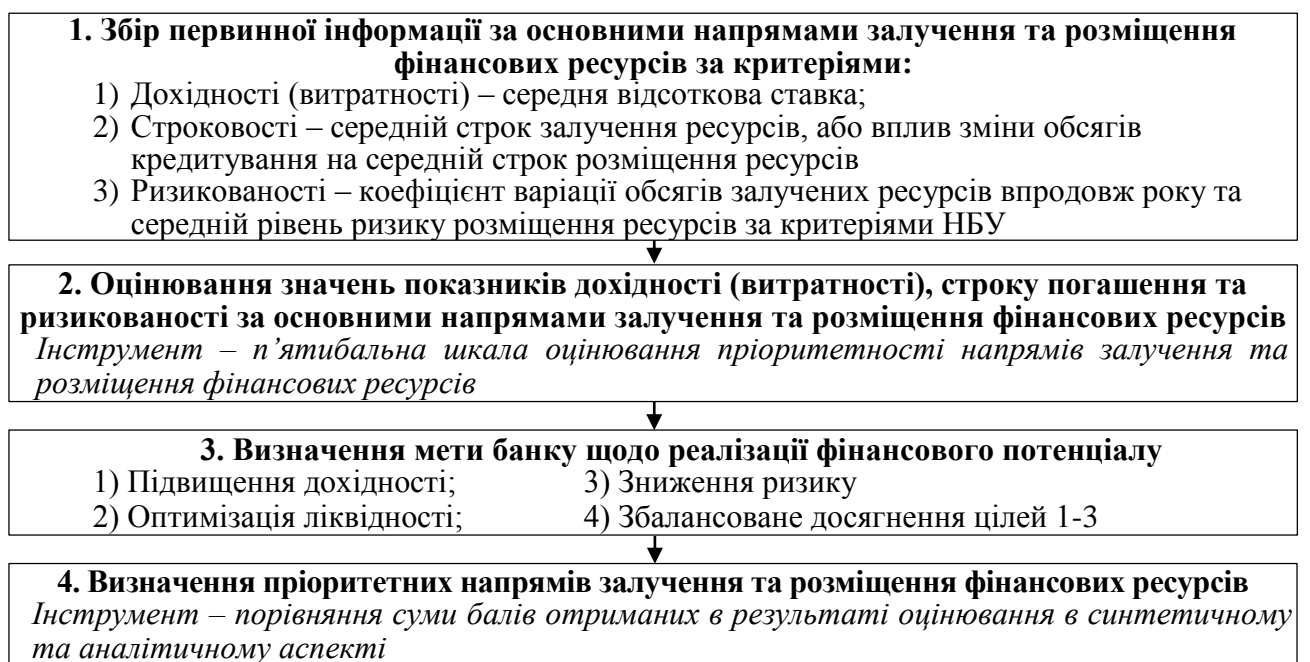 1. Збір первинної інформації за основними напрямами залучення та розміщення
фінансових ресурсів за критеріями:
1) Дохідності (витратності) – середня відсоткова ставка;
2) Строковості – середній строк залучення ресурсів, або вплив зміни обсягів
кредитування на середній строк розміщення ресурсів
3) Ризикованості – коефіцієнт варіації обсягів залучених ресурсів впродовж року та
середній рівень ризику розміщення ресурсів за критеріями НБУ
2. Оцінювання значень показників дохідності (витратності), строку погашення та
ризикованості за основними напрямами залучення та розміщення фінансових ресурсів
Інструмент – п’ятибальна шкала оцінювання пріоритетності напрямів залучення та
розміщення фінансових ресурсів
3. Визначення мети банку щодо реалізації фінансового потенціалу
1) Підвищення дохідності; 3) Зниження ризику
2) Оптимізація ліквідності; 4) Збалансоване досягнення цілей 1-3
4. Визначення пріоритетних напрямів залучення та розміщення фінансових ресурсів
Інструмент – порівняння суми балів отриманих в результаті оцінювання в синтетичному
та аналітичному аспекті